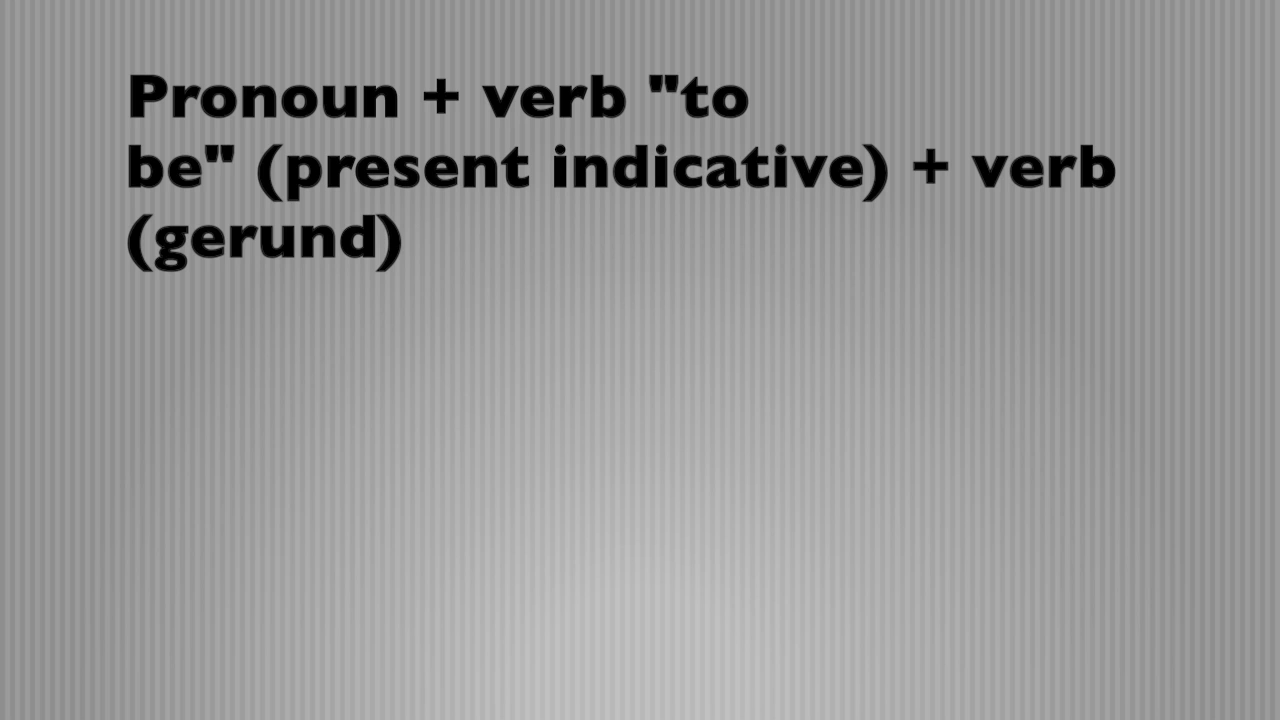 Pronoun + verb "to
be" (present indicative) + verb
(gerund)